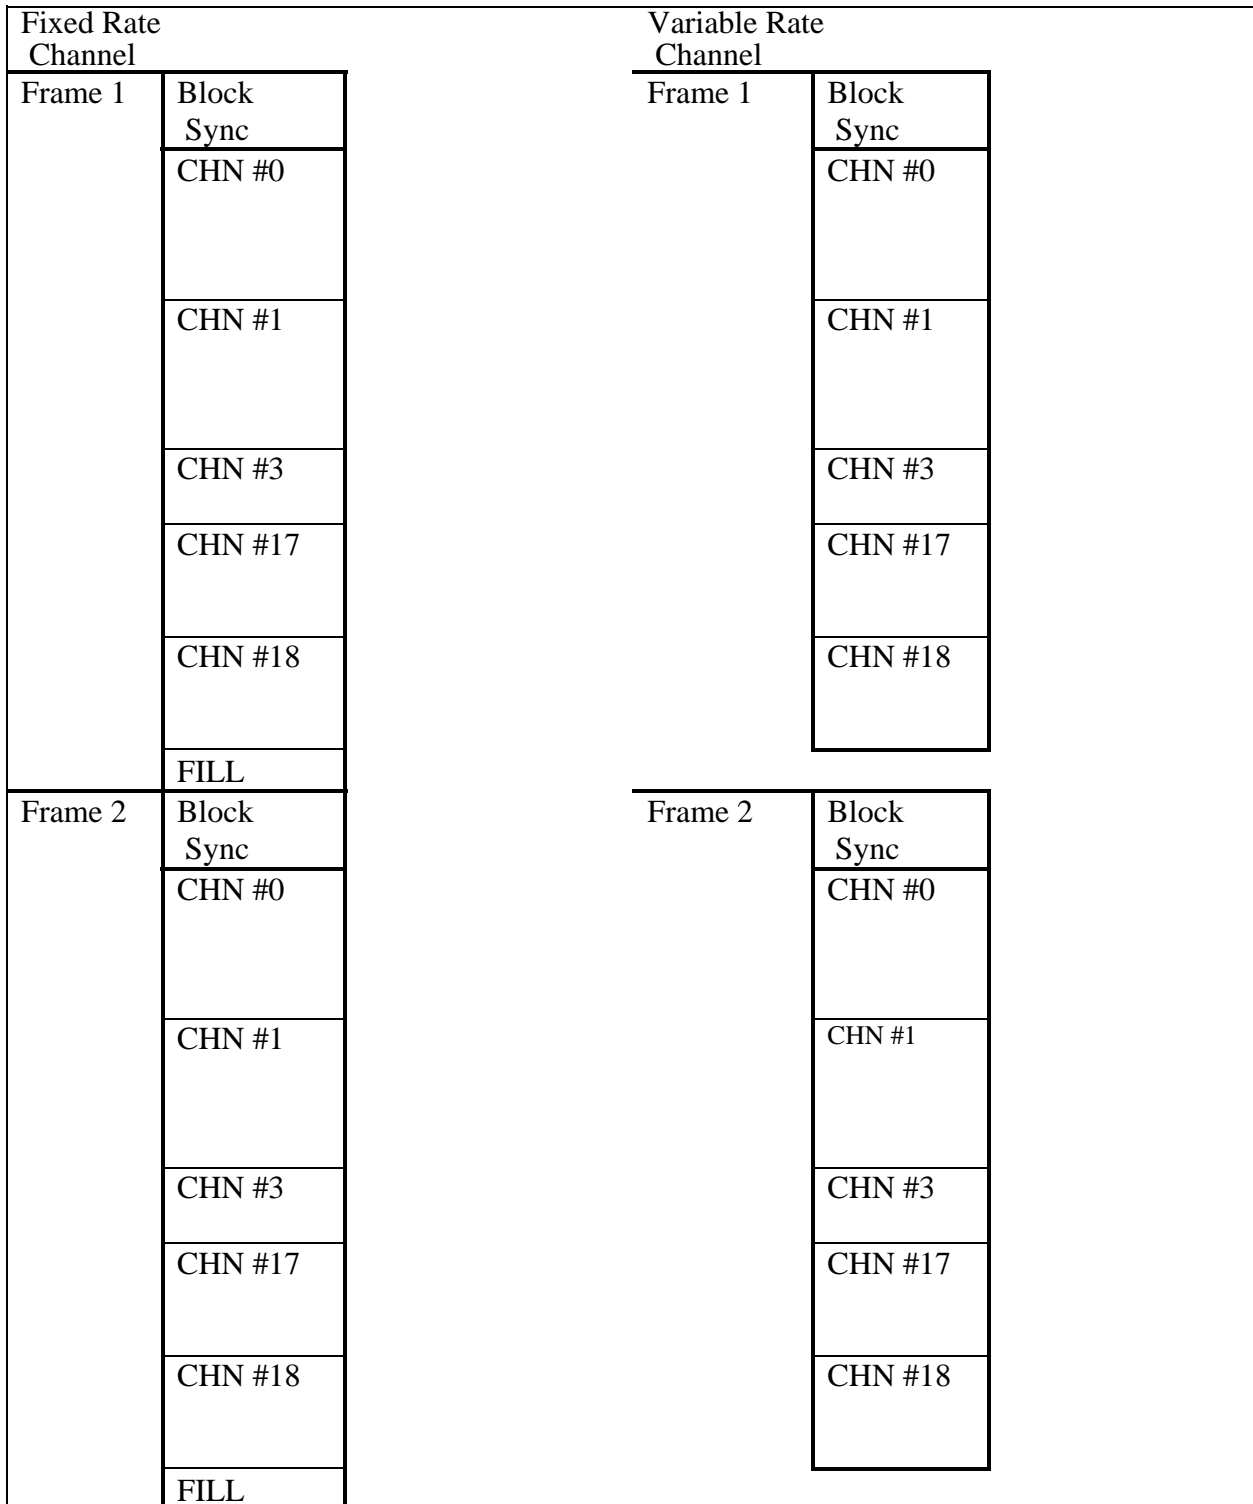 Fixed Rate
Channel
Frame 1
Block
Sync
CHN #0
CHN #1
CHN #3
CHN #17
CHN #18
FILL
Frame 2
Block
Sync
CHN #0
CHN #1
CHN #3
CHN #17
CHN #18
FILL
Variable Rate
Channel
Frame 1
Block
Sync
CHN #0
CHN #1
CHN #3
CHN #17
CHN #18
Frame 2
Block
Sync
CHN #0
CHN #1
CHN #3
CHN #17
CHN #18